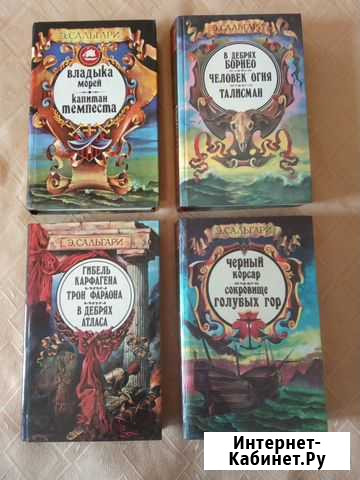 Э.САЛЬГАРИ
ВЛАДЫКА
МОРЕЙ
КАПИТАН
ТЕМПЕСТА
Э.САЛЬГАРИ
В ДЕБРЯХ
БОРНЕО
ЧЕЛОВЕК ОГНЯ
ТАЛИСМАН
Э.САЛЬГАРИ
ГИБЕЛЬ
КАРФАГЕНА
ТРОН ФАРАОНА
В ДЕБРЯХ
АТЛАСА
Э.САЛЬГАРИ
ЧЕРНЫЙ
КОРСАР
СОКРОВИЩЕ
ГОЛУБЫХ ГОР
Интернет-
Кабинет.Ру